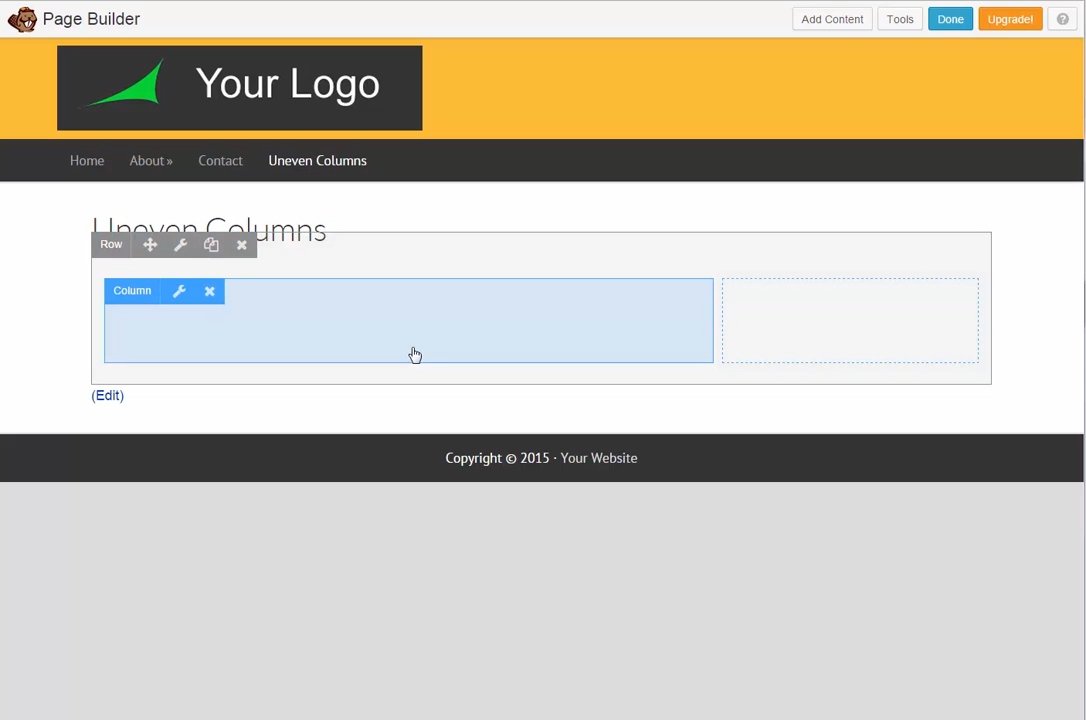 Page Builder
Add Content
Tools
Done
Upgrade!
?
Your Logo
Home
About »
Contact
Uneven Columns
Uneven Columns
Row
Column
(Edit)
Copyright © 2015 · Your Website